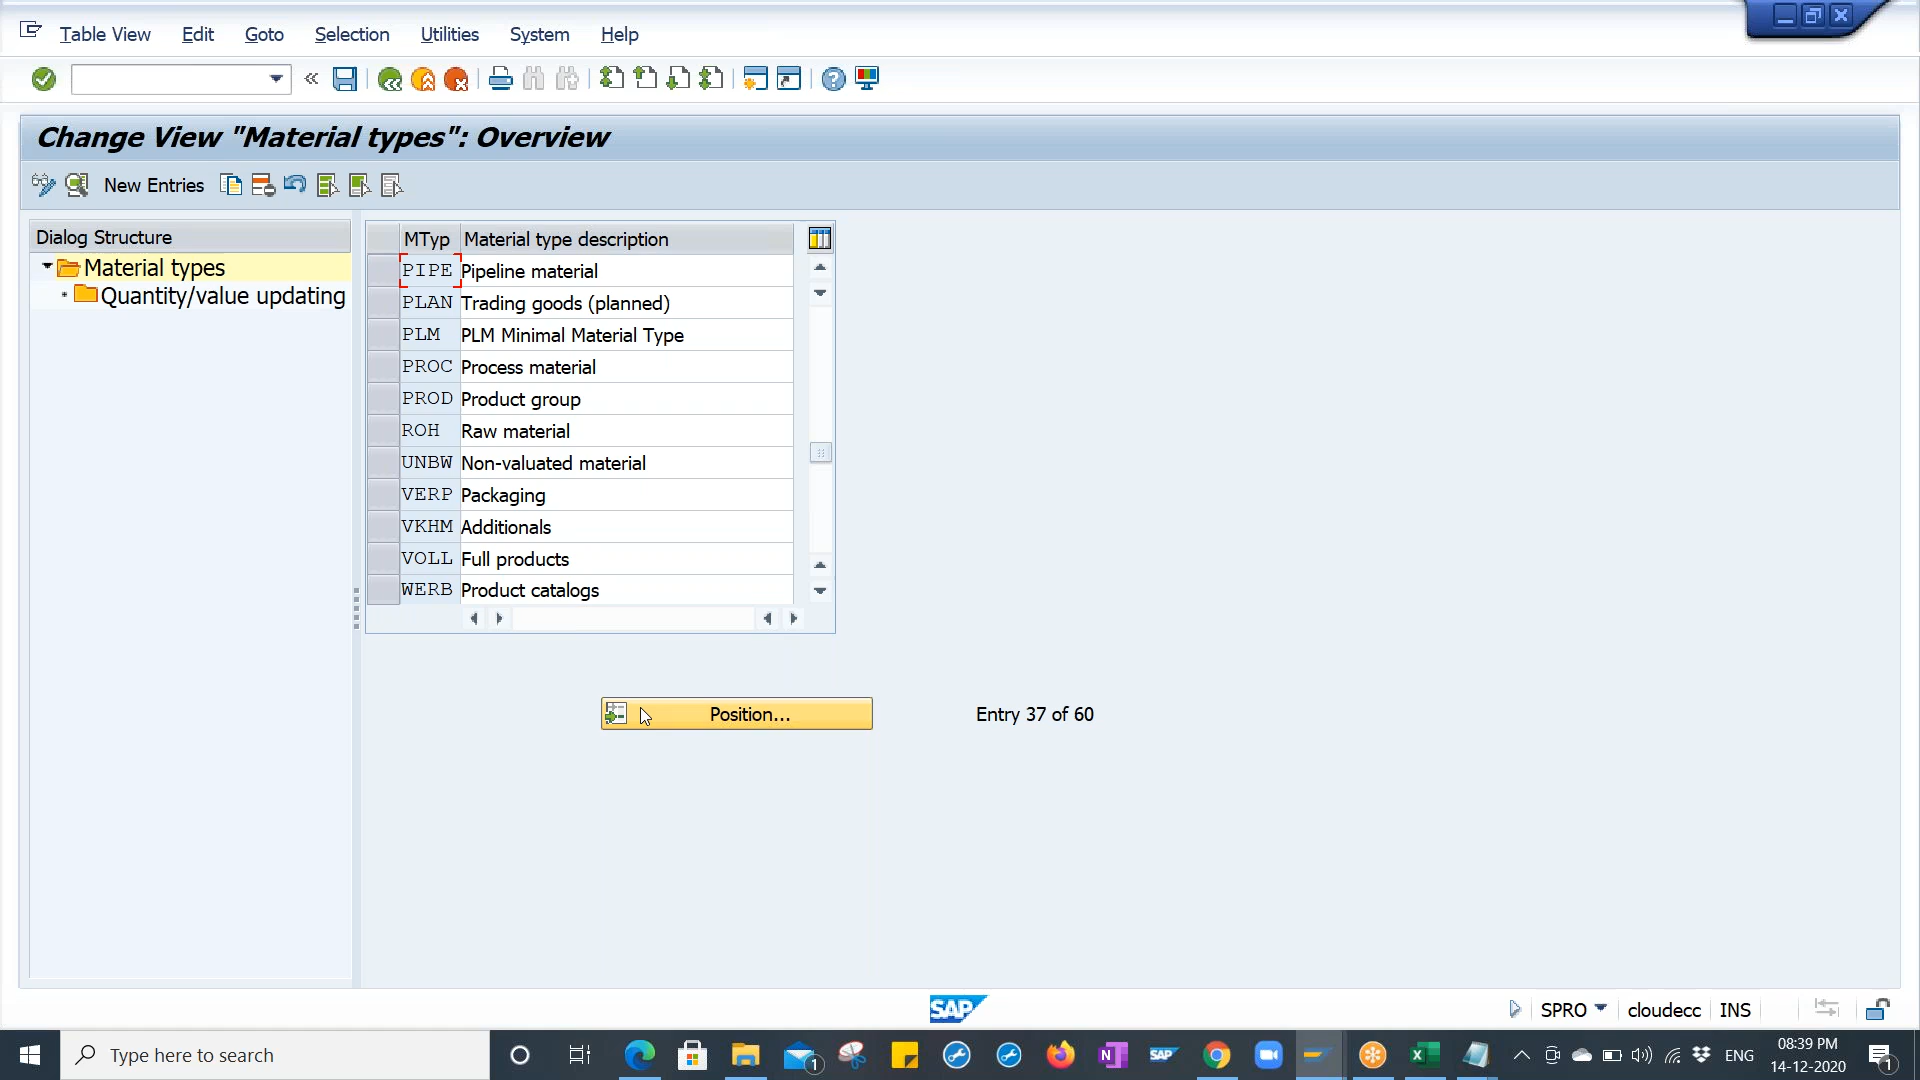 Table View Edit Goto Selection Utilities System Help
Change View "Material types": Overview
New Entries
Dialog Structure
Material types
Quantity/value updating
MTyp Material type description
PIPE Pipeline material
PLAN Trading goods (planned)
PLM PLM Minimal Material Type
PROC Process material
PROD Product group
ROH Raw material
UNBW Non-valuated material
VERP Packaging
VKHM Additionals
VOLL Full products
WERB Product catalogs
Position... Entry 37 of 60
SAP
SPRO cloudecc INS
Type here to search
1
N
SAP
X
ENG
08:39 PM
14-12-2020
1